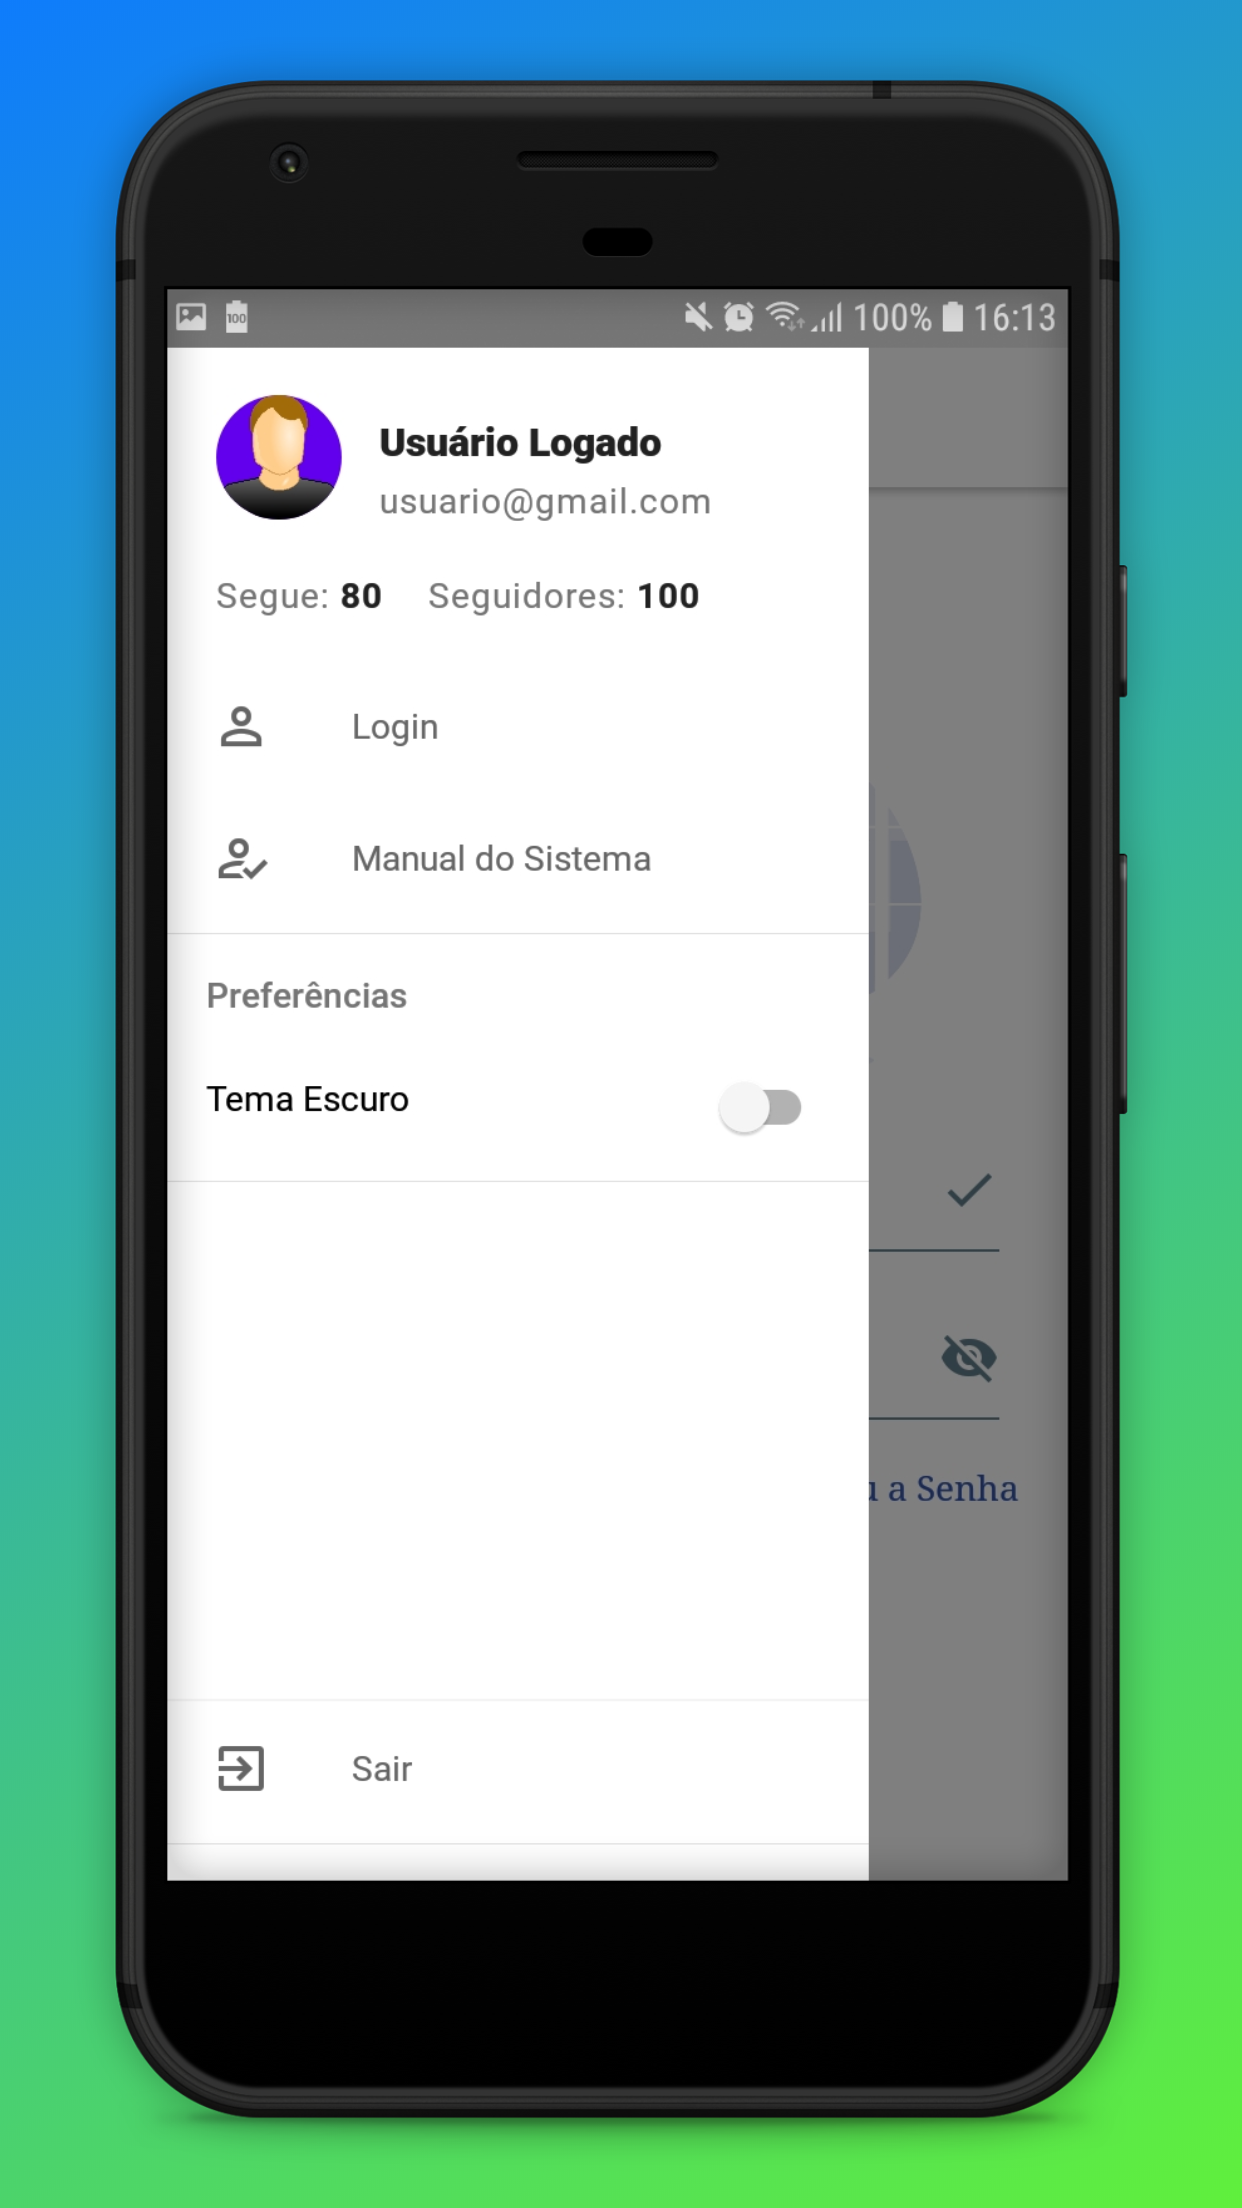 100 100% 16:13
Usuário Logado
usuario@gmail.com
Segue: 80 Seguidores: 100
Login
Manual do Sistema
Preferências
Tema Escuro
a Senha
Sair